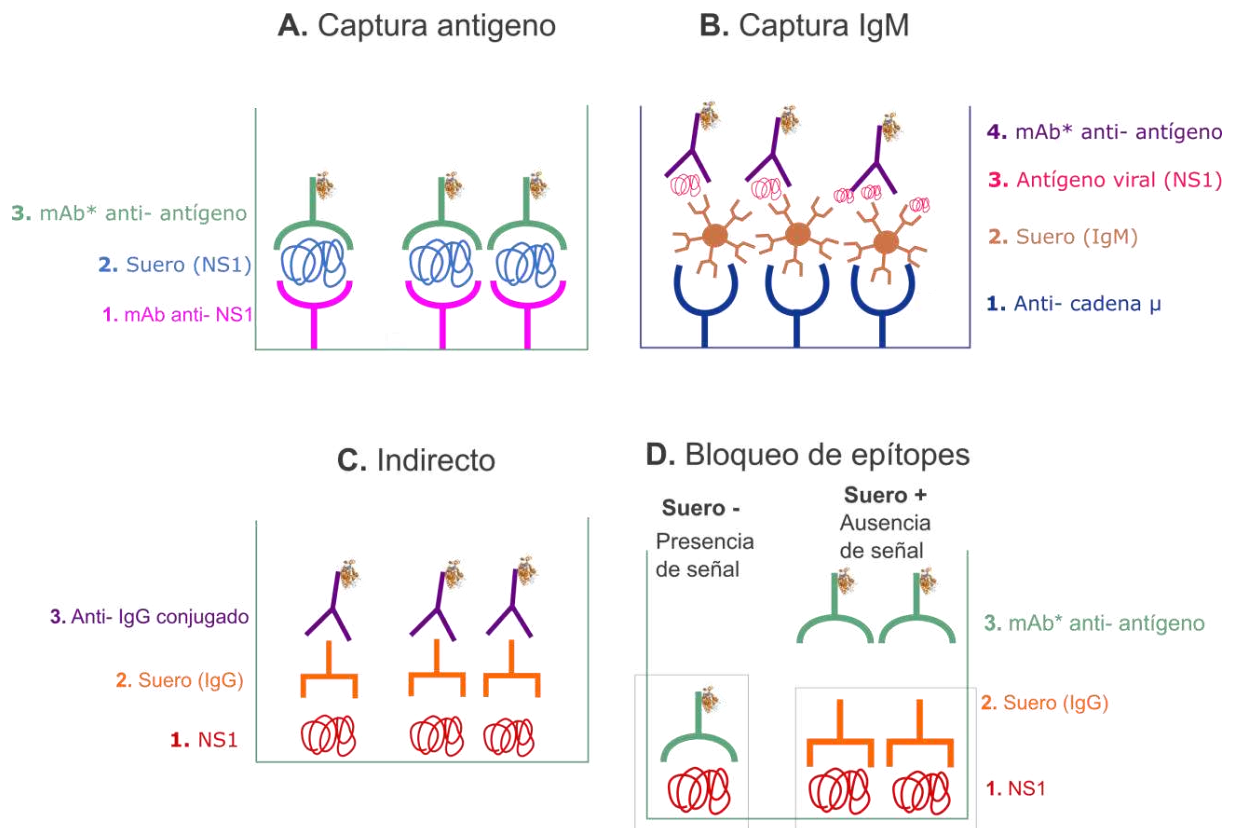 A. Captura antigeno
3. mAb* anti- antígeno
2. Suero (NS1)
1. mAb anti- NS1
B. Captura IgM
4. mAb* anti- antígeno
3. Antígeno viral (NS1)
2. Suero (IgM)
1. Anti- cadena μ
C. Indirecto
3. Anti- IgG conjugado
2. Suero (IgG)
1. NS1
D. Bloqueo de epítopes
Suero -
Presencia
de señal
Suero +
Ausencia
de señal
3. mAb* anti- antígeno
2. Suero (IgG)
1. NS1